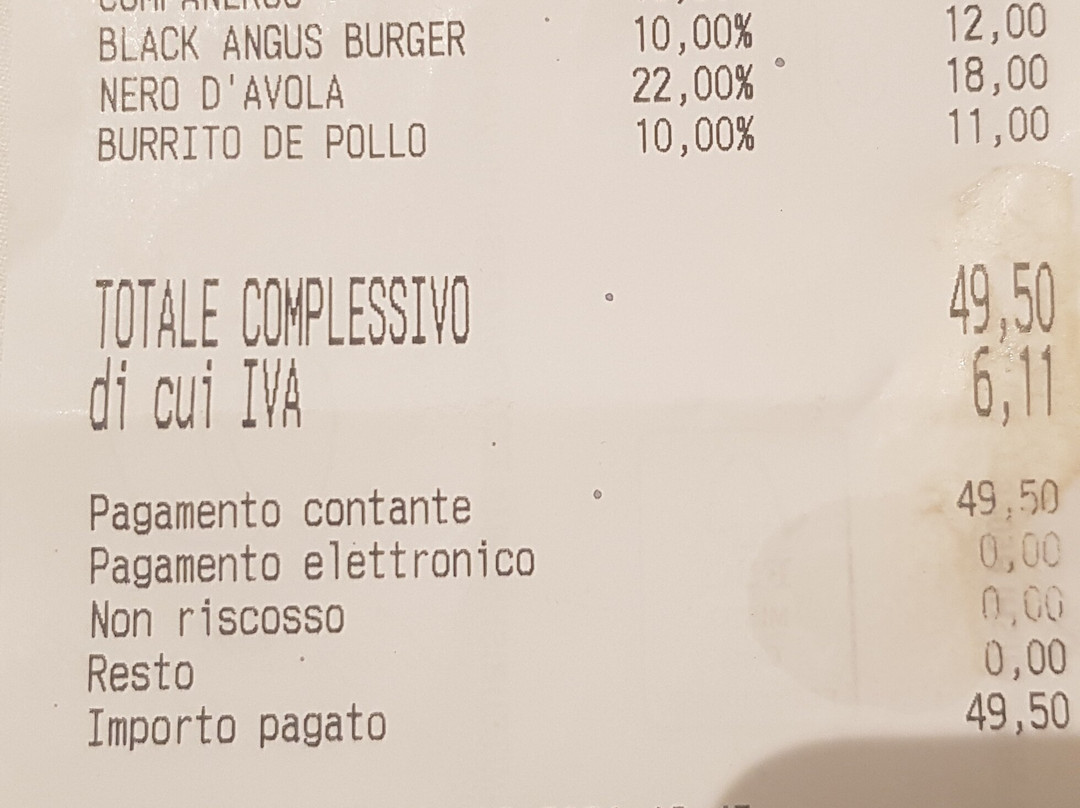 BLACK ANGUS BURGER 10,00% 12,00
NERO D'AVOLA 22,00% 18,00
BURRITO DE POLLO 10,00% 11,00
TOTALE COMPLESSIVO 49,50
di cui IVA 6,11
Pagamento contante 49,50
Pagamento elettronico 0,00
Non riscosso 0,00
Resto 0,00
Importo pagato 49,50